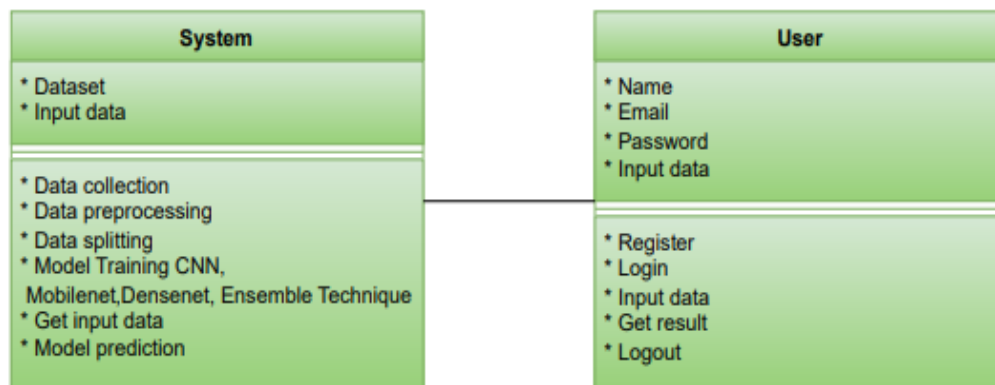 System
* Dataset
* Input data
* Data collection
* Data preprocessing
* Data splitting
* Model Training CNN,
Mobilenet,Densenet, Ensemble Technique
* Get input data
* Model prediction
User
* Name
* Email
* Password
* Input data
* Register
* Login
* Input data
* Get result
* Logout